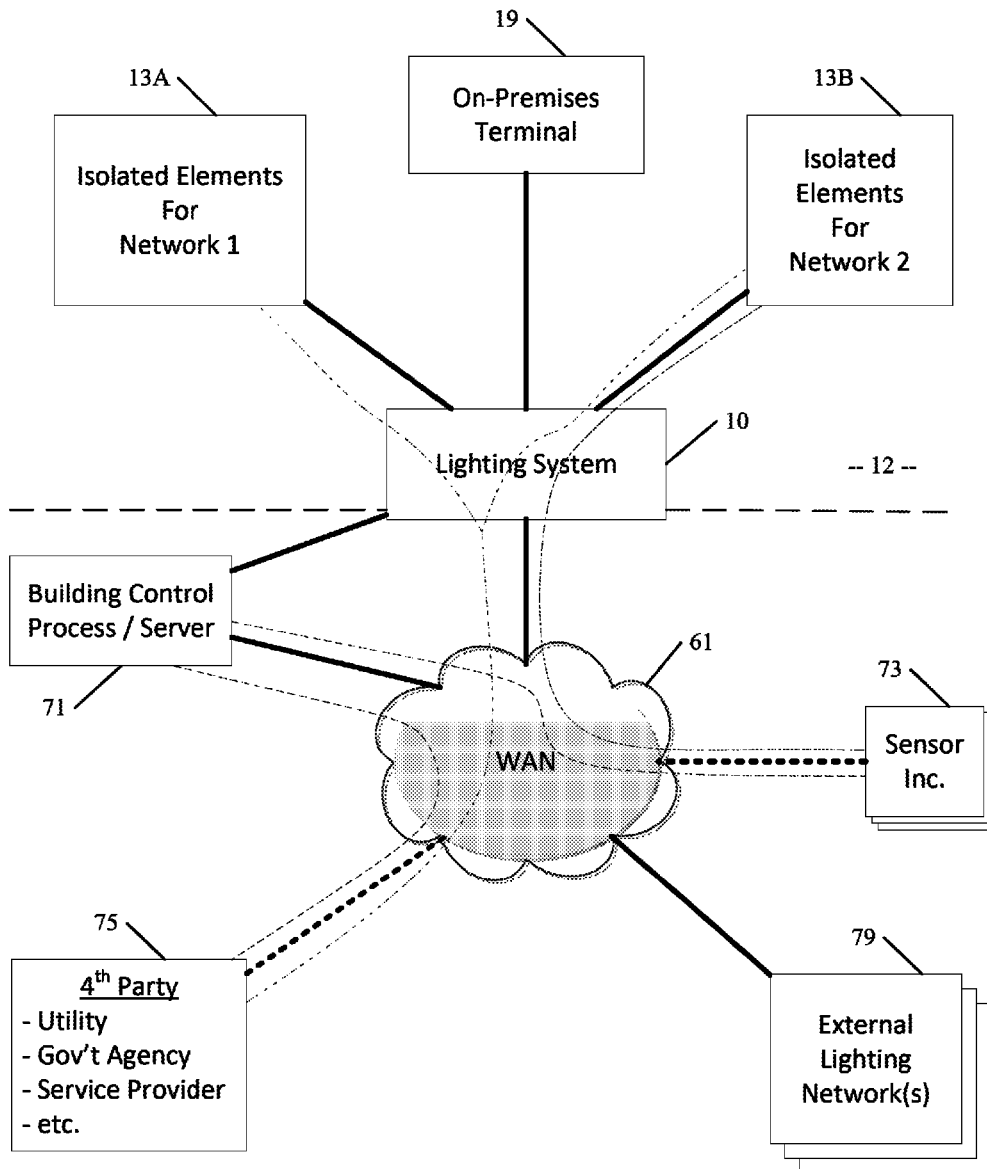 19
13A
13B
On-Premises
Terminal
Isolated Elements
For
Network 1
Isolated
Elements
For
Network 2
10
Lighting System
-- 12 --
Building Control
Process / Server
71
61
73
WAN
Sensor
Inc.
75
79
4th Party
- Utility
- Gov't Agency
- Service Provider
- etc.
External
Lighting
Network(s)